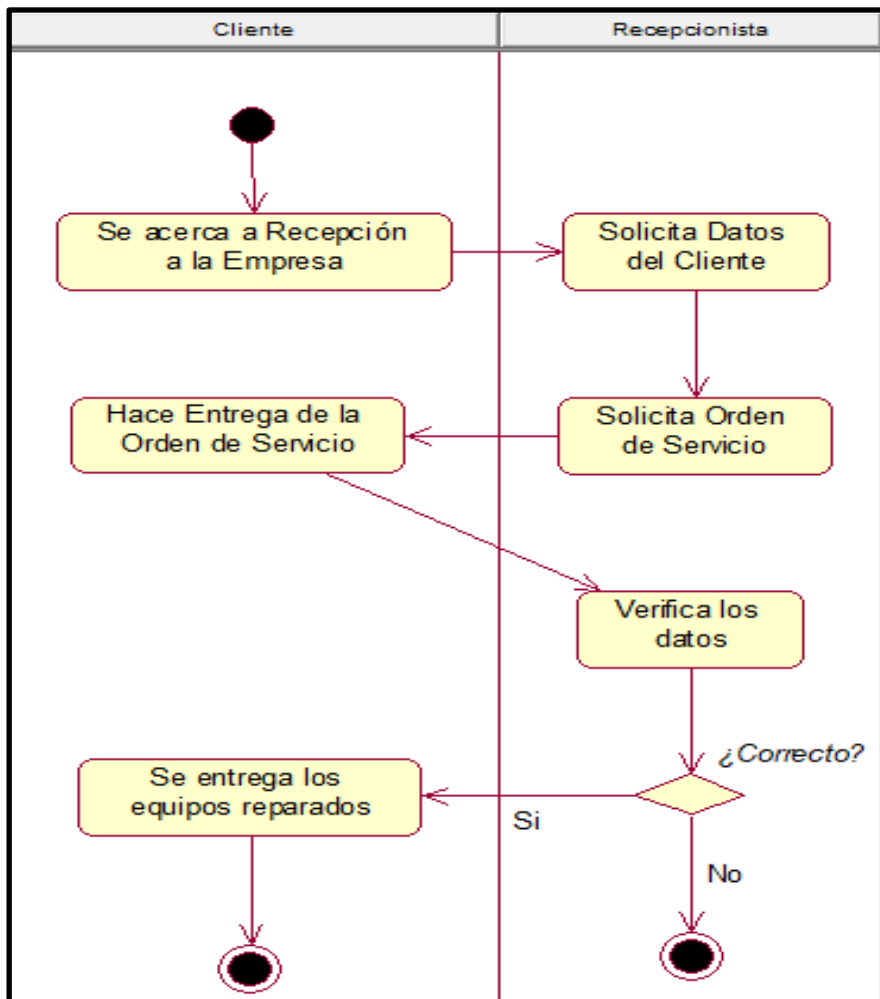 Cliente
Recepcionista
Se acerca a Recepción
a la Empresa
Solicita Datos
del Cliente
Hace Entrega de la
Orden de Servicio
Solicita Orden
de Servicio
Verifica los
datos
¿Correcto?
Se entrega los
equipos reparados
Si
No